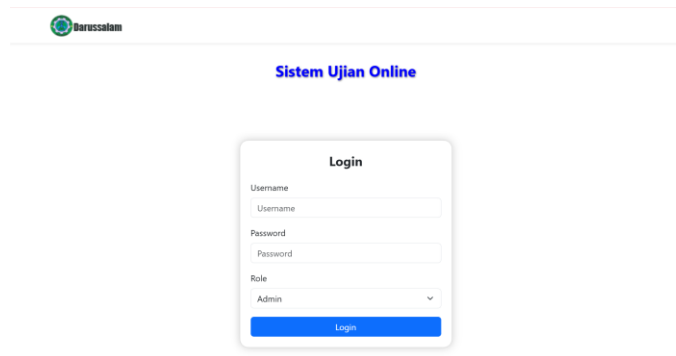 Darussalam
Sistem Ujian Online
Login
Username
Username
Password
Password
Role
Admin
Login